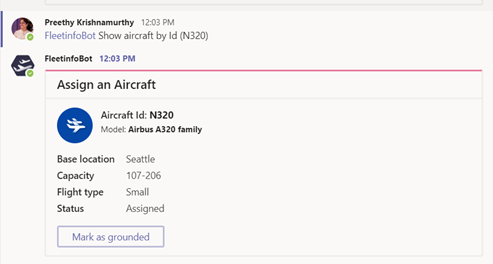 Preethy Krishnamurthy 12:03 PM
FleetinfoBot Show aircraft by Id (N320)
FleetinfoBot 12:03 PM
Assign an Aircraft
Aircraft Id: N320
Model: Airbus A320 family
Base location Seattle
Capacity 107-206
Flight type Small
Status Assigned
Mark as grounded